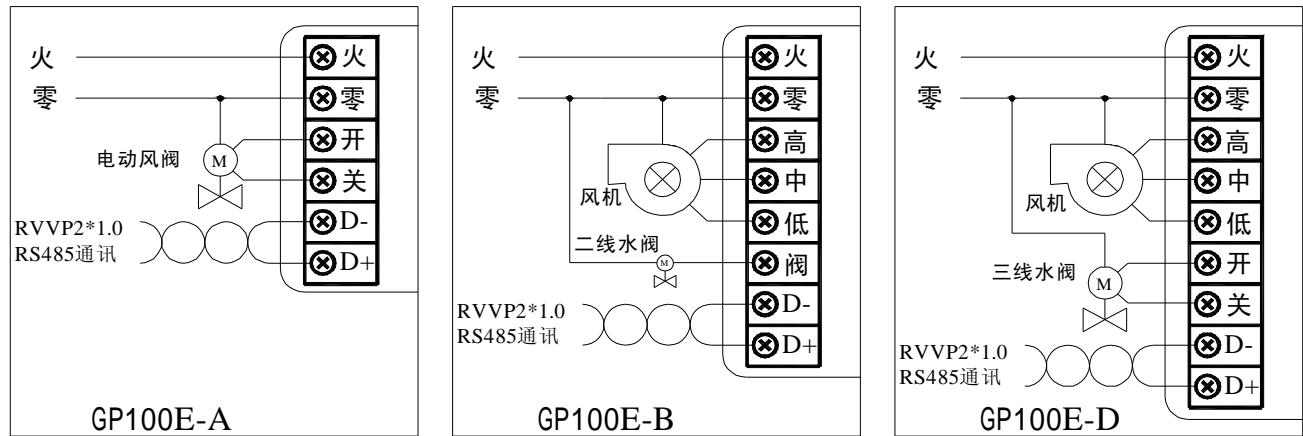 火
火
零
零
开
电动风阀
M
关
D-
RVVP2*1.0
RS485通讯
D+
GP100E-A
火
火
零
零
高
中
风机
低
二线水阀
M
阀
D-
RVVP2*1.0
RS485通讯
D+
GP100E-B
火
火
零
零
高
中
风机
低
开
三线水阀
M
关
D-
RVVP2*1.0
RS485通讯
D+
GP100E-D